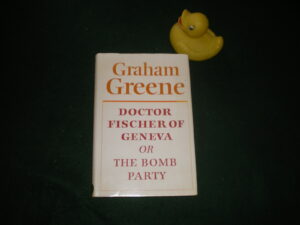 Graham
Greene
DOCTOR
FISCHER OF
GENEVA
OR
THE BOMB
PARTY